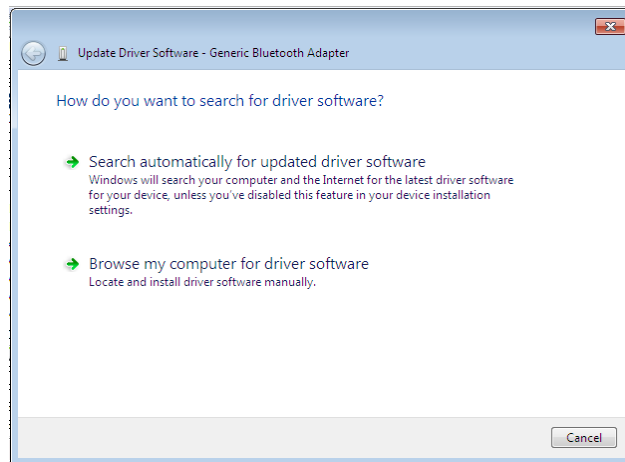 Update Driver Software - Generic Bluetooth Adapter
How do you want to search for driver software?
Search automatically for updated driver software
Windows will search your computer and the Internet for the latest driver software
for your device, unless you've disabled this feature in your device installation
settings.
Browse my computer for driver software
Locate and install driver software manually.
Cancel